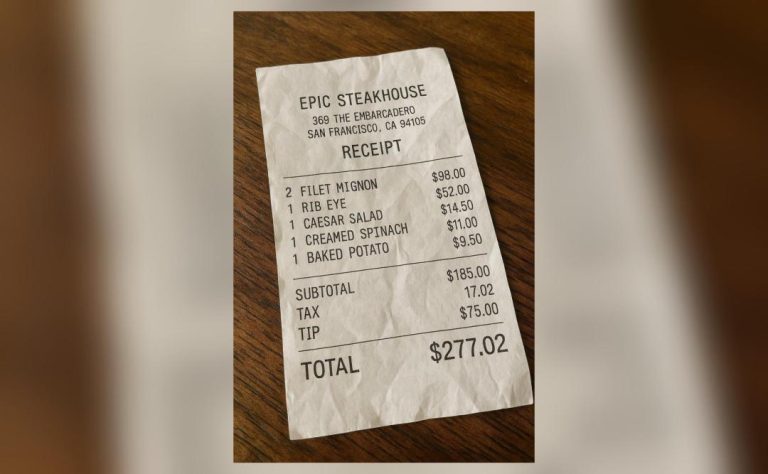 EPIC STEAKHOUSE
369 THE EMBARCADERO
SAN FRANCISCO, CA 94105
RECEIPT
2 FILET MIGNON $98.00
1 RIB EYE $52.00
1 CAESAR SALAD $14.50
1 CREAMED SPINACH $11.00
1 BAKED POTATO $9.50
SUBTOTAL $185.00
TAX 17.02
TIP $75.00
TOTAL $277.02